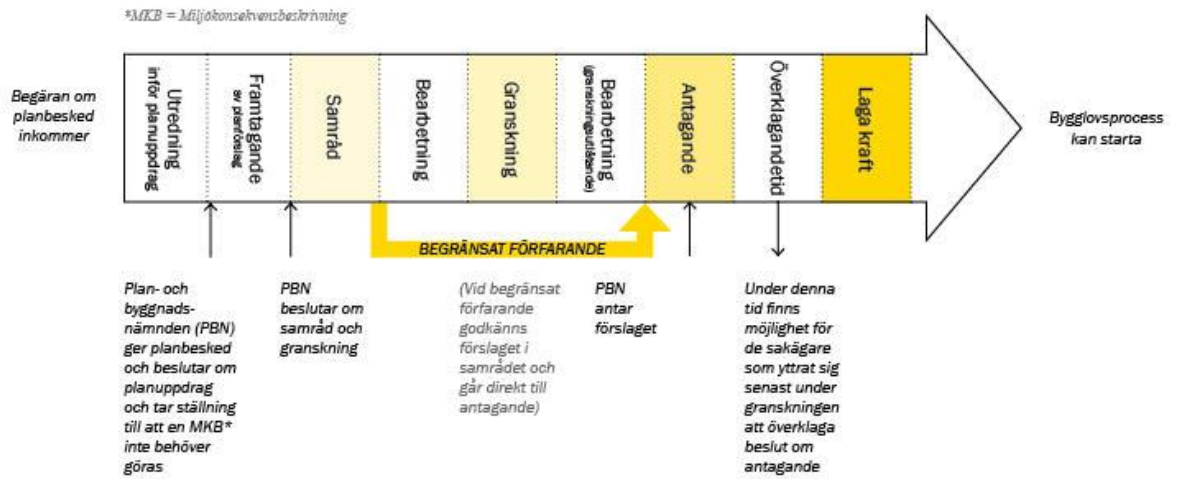 *MKB = Miljökonsekvensbeskrivning
Begäran om
planbesked
inkommer
Utredning
inför planuppdrag
Framtagande
av planförslag
Samråd
Bearbetning
Granskning
Bearbetning
(granskningsutlåtande)
Antagande
Överklagandetid
Laga kraft
Bygglovsprocess
kan starta
BEGRÄNSAT FÖRFARANDE
Plan- och
byggnads-
nämnden (PBN)
ger planbesked
och beslutar om
planuppdrag
och tar ställning
till att en MKB*
inte behöver
göras
PBN
beslutar om
samråd och
granskning
(Vid begränsat
förfarande
godkänns
förslaget i
samrådet och
går direkt till
antagande)
PBN
antar
förslaget
Under denna
tid finns
möjlighet för
de sakägare
som yttrat sig
senast under
granskningen
att överklaga
beslut om
antagande